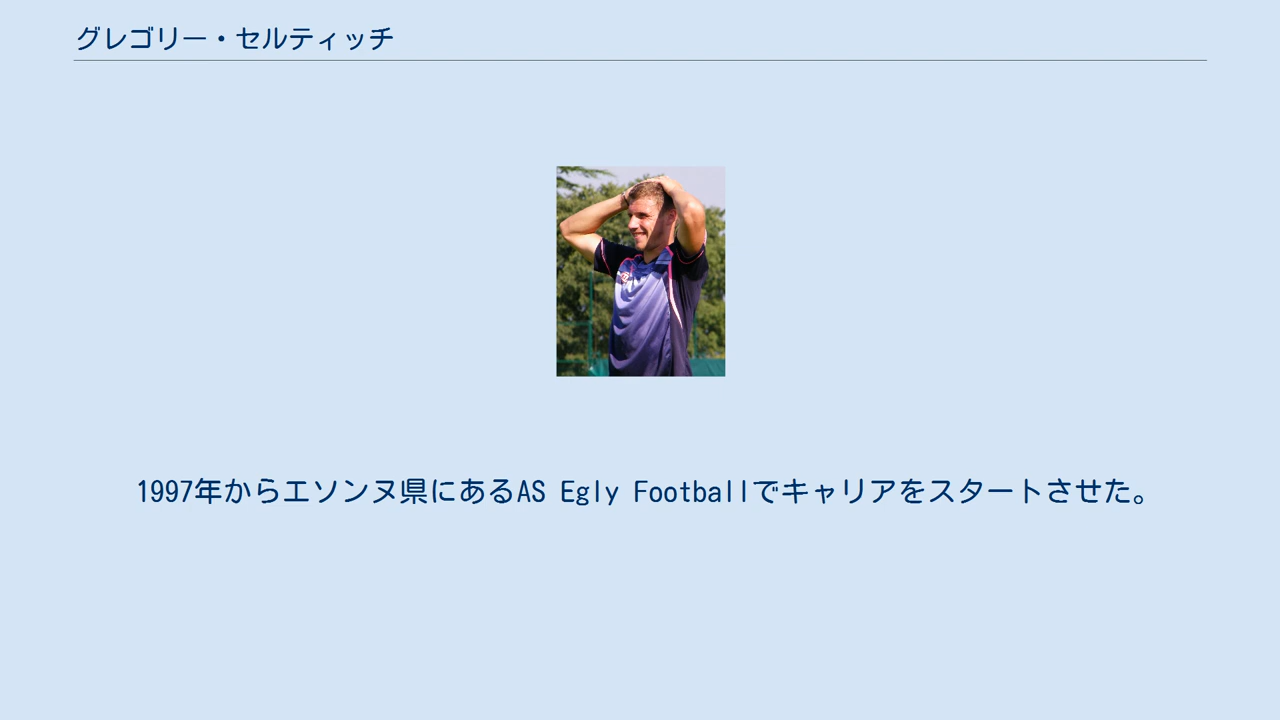 グレゴリー・セルティッチ
1997年からエソンヌ県にあるAS Egly Footballでキャリアをスタートさせた。